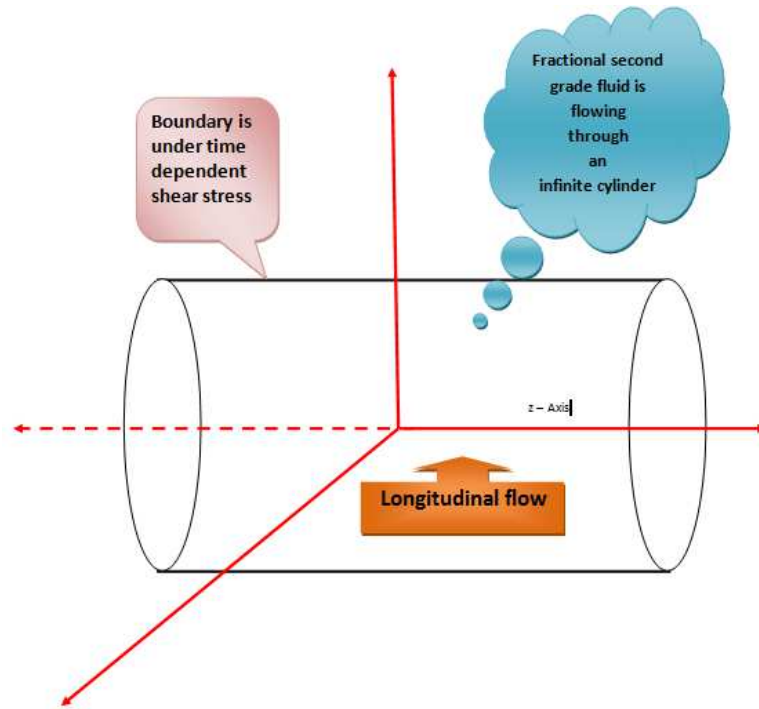 Fractional second
grade fluid is
flowing
through
an
infinite cylinder
Boundary is
under time
dependent
shear stress
z – Axis
Longitudinal flow